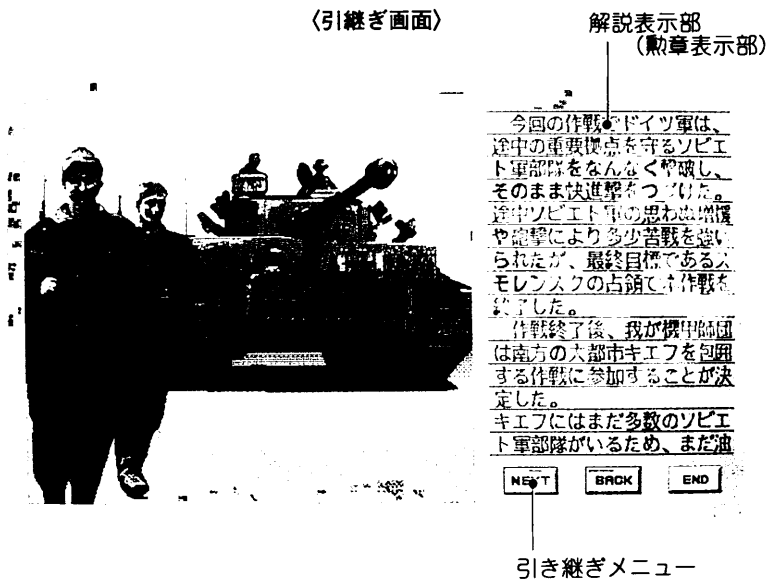 〈引継ぎ画面〉
解説表示部
(勲章表示部)
今回の作戦でドイツ軍は、
途中の重要拠点を守るソビエ
ト軍部隊をなんなく撃破し、
そのまま快進撃をつづけた。
途中ソビエト軍の思わぬ増援
や砲撃により多少苦戦を強い
られたが、最終目標であるス
モレンスクの占領で本作戦を
終了した。
作戦終了後、我が機甲師団
は南方の大都市キエフを包囲
する作戦に参加することが決
定した。
キエフにはまだ多数のソビエ
ト軍部隊がいるため、まだ油
NEXT BACK END
引き継ぎメニュー